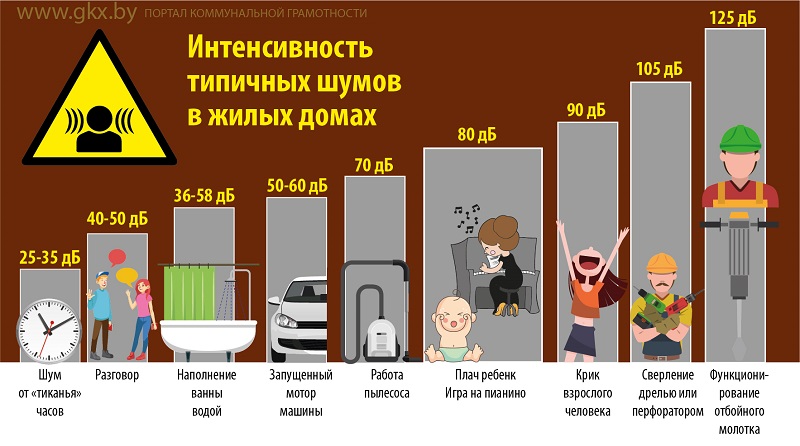 www.gkx.by ПОРТАЛ КОММУНАЛЬНОЙ ГРАМОТНОСТИ
Интенсивность
типичных шумов
в жилых домах
25-35 дБ
40-50 дБ
36-58 дБ
50-60 дБ
70 дБ
80 дБ
90 дБ
105 дБ
125 дБ
Шум
от «тиканья»
часов
Разговор
Наполнение
ванны
водой
Запущенный
мотор
машины
Работа
пылесоса
Плач ребенк
Игра на пианино
Крик
взрослого
человека
Сверление
дрелью или
перфоратором
Функциони-
рование
отбойного
молотка